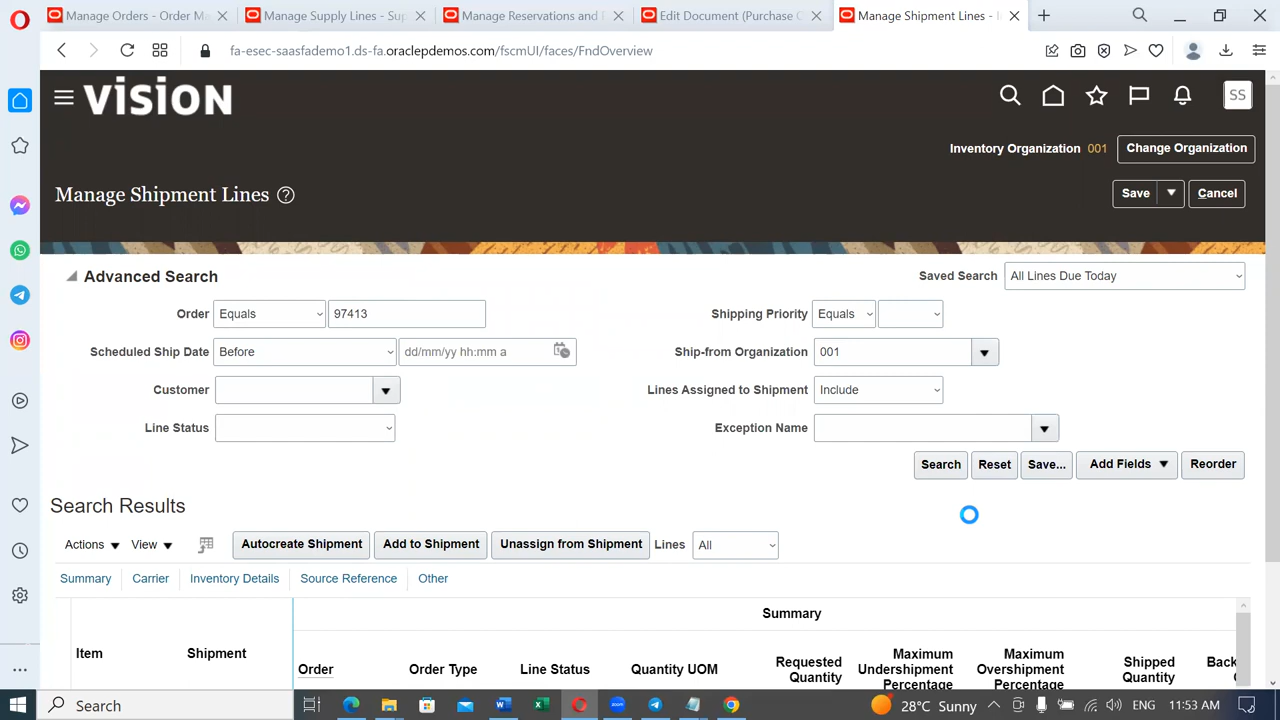 Manage Orders - Order Ma
Manage Supply Lines - Sup
Manage Reservations and P
Edit Document (Purchase O
Manage Shipment Lines - I
fa-esec-saasfademo1.ds-fa.oraclepdemos.com/fscmUI/faces/FndOverview
vision
SS
Inventory Organization 001 Change Organization
Manage Shipment Lines
Save Cancel
Advanced Search
Saved Search All Lines Due Today
Order Equals 97413 Shipping Priority Equals
Scheduled Ship Date Before dd/mm/yy hh:mm a Ship-from Organization 001
Customer Lines Assigned to Shipment Include
Line Status Exception Name
Search Reset Save... Add Fields Reorder
Search Results
Actions View Autocreate Shipment Add to Shipment Unassign from Shipment Lines All
Summary Carrier Inventory Details Source Reference Other
Summary
Item Shipment Order Order Type Line Status Quantity UOM Requested Quantity Maximum Undershipment Percentage Maximum Overshipment Percentage Shipped Quantity Back
Search
28°C Sunny ENG 11:53 AM